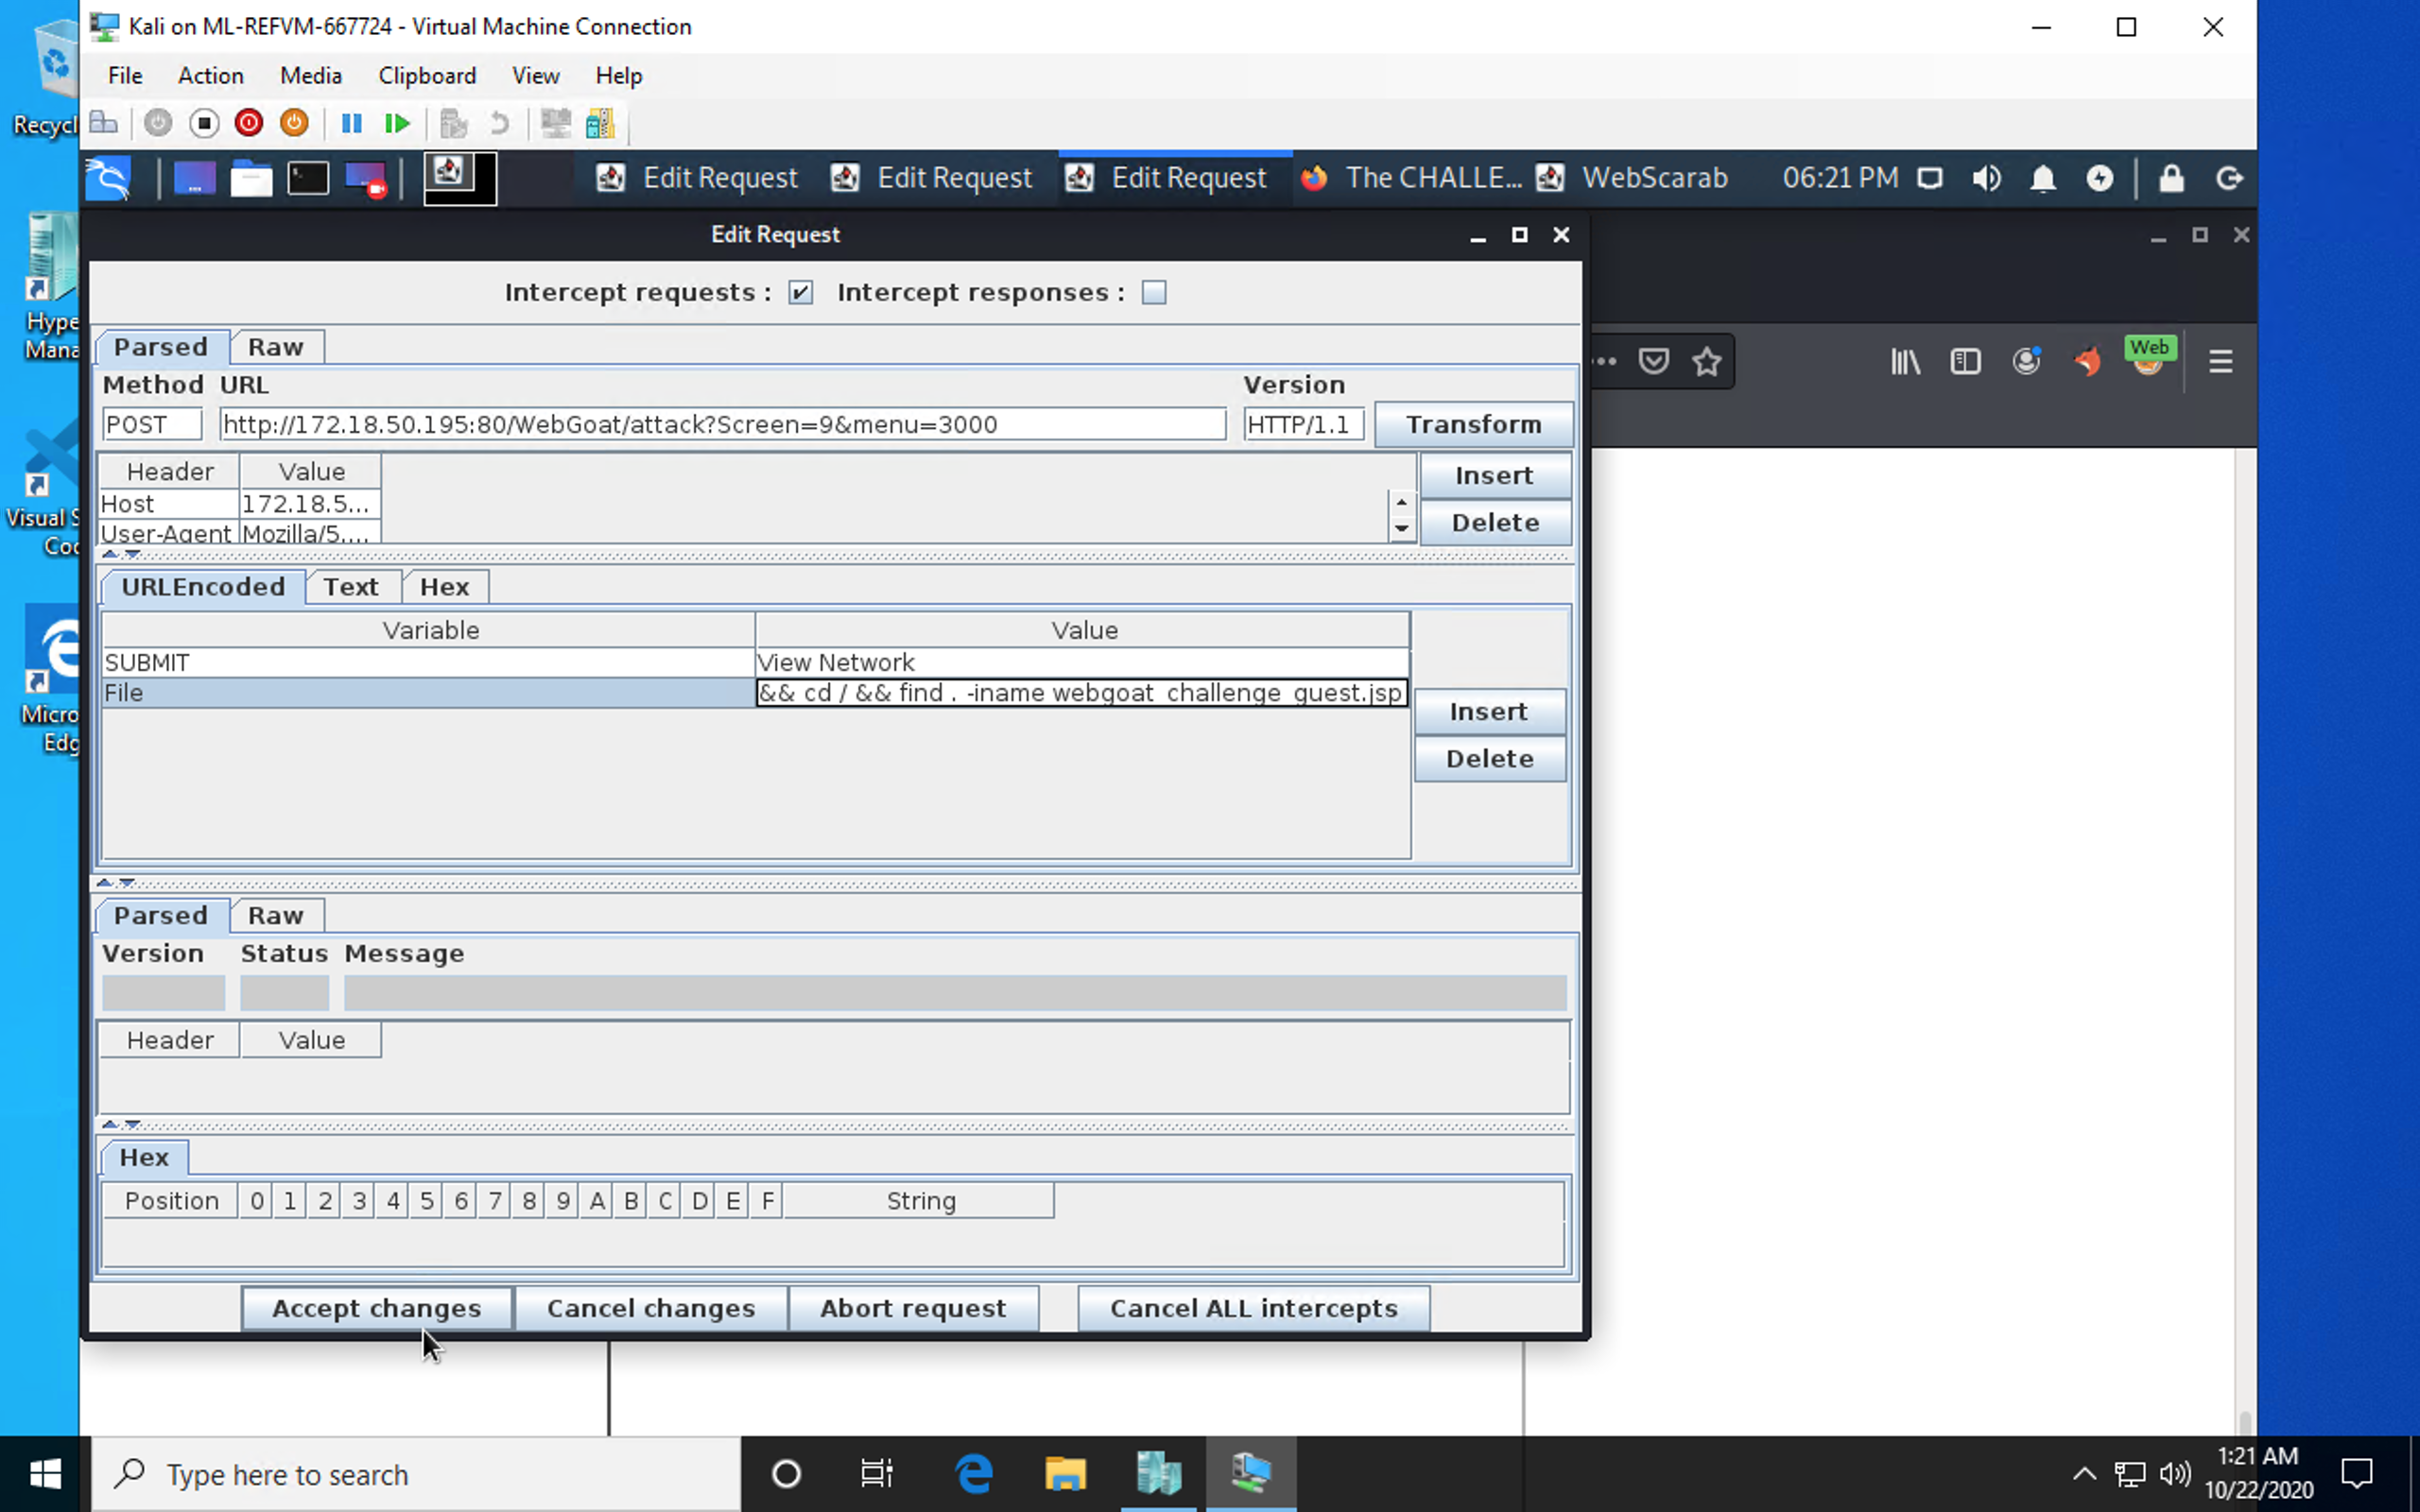 Kali on ML-REFVM-667724 - Virtual Machine Connection
File Action Media Clipboard View Help
Recycl
Edit Request Edit Request Edit Request The CHALLE... WebScarab 06:21 PM
Edit Request
Intercept requests : Intercept responses :
Hype
Mana
Parsed Raw
Web
Method URL Version
POST http://172.18.50.195:80/WebGoat/attack?Screen=9&menu=3000 HTTP/1.1 Transform
Header Value Insert
Host 172.18.5...
User-Agent Mozilla/5.... Delete
Visual S
Coc
URLEncoded Text Hex
Variable Value
SUBMIT View Network
File && cd / && find . -iname webgoat_challenge_guest.jsp
Insert
Delete
Micro
Edg
Parsed Raw
Version Status Message
Header Value
Hex
Position 0 1 2 3 4 5 6 7 8 9 A B C D E F String
Accept changes Cancel changes Abort request Cancel ALL intercepts
Type here to search
1:21 AM
10/22/2020